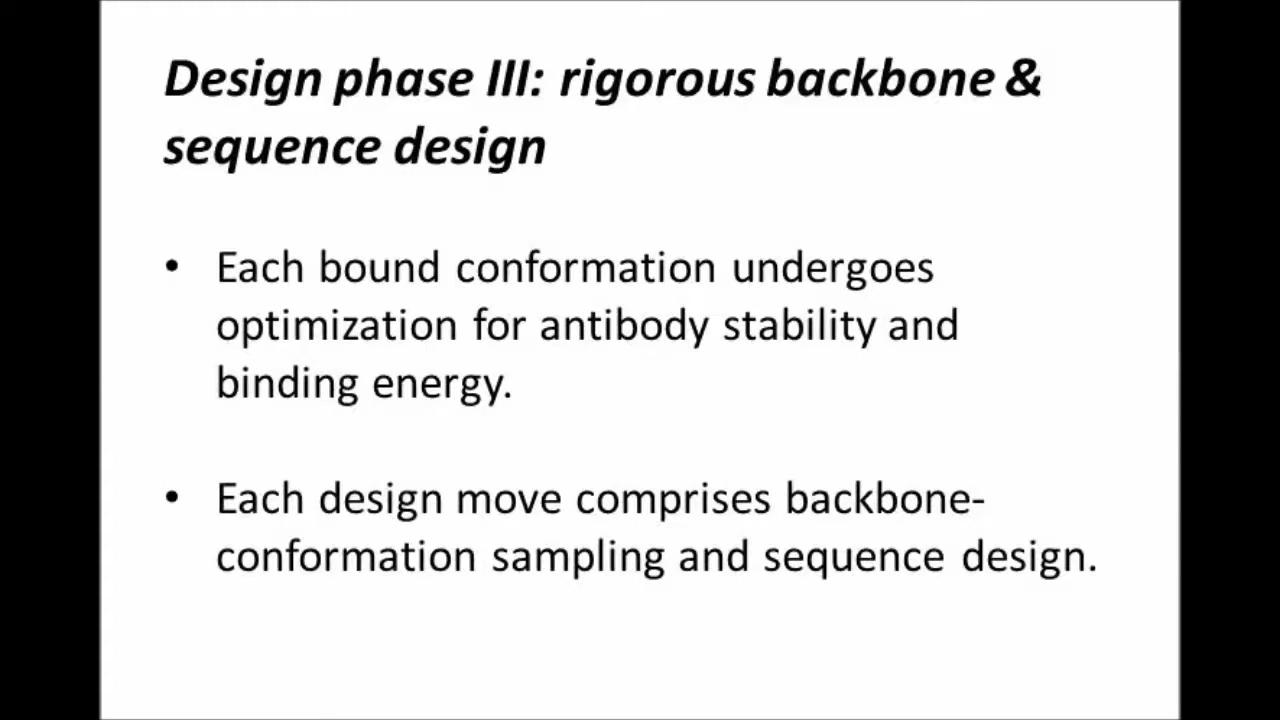 Design phase III: rigorous backbone &
sequence design
• Each bound conformation undergoes
optimization for antibody stability and
binding energy.
• Each design move comprises backbone-
conformation sampling and sequence design.